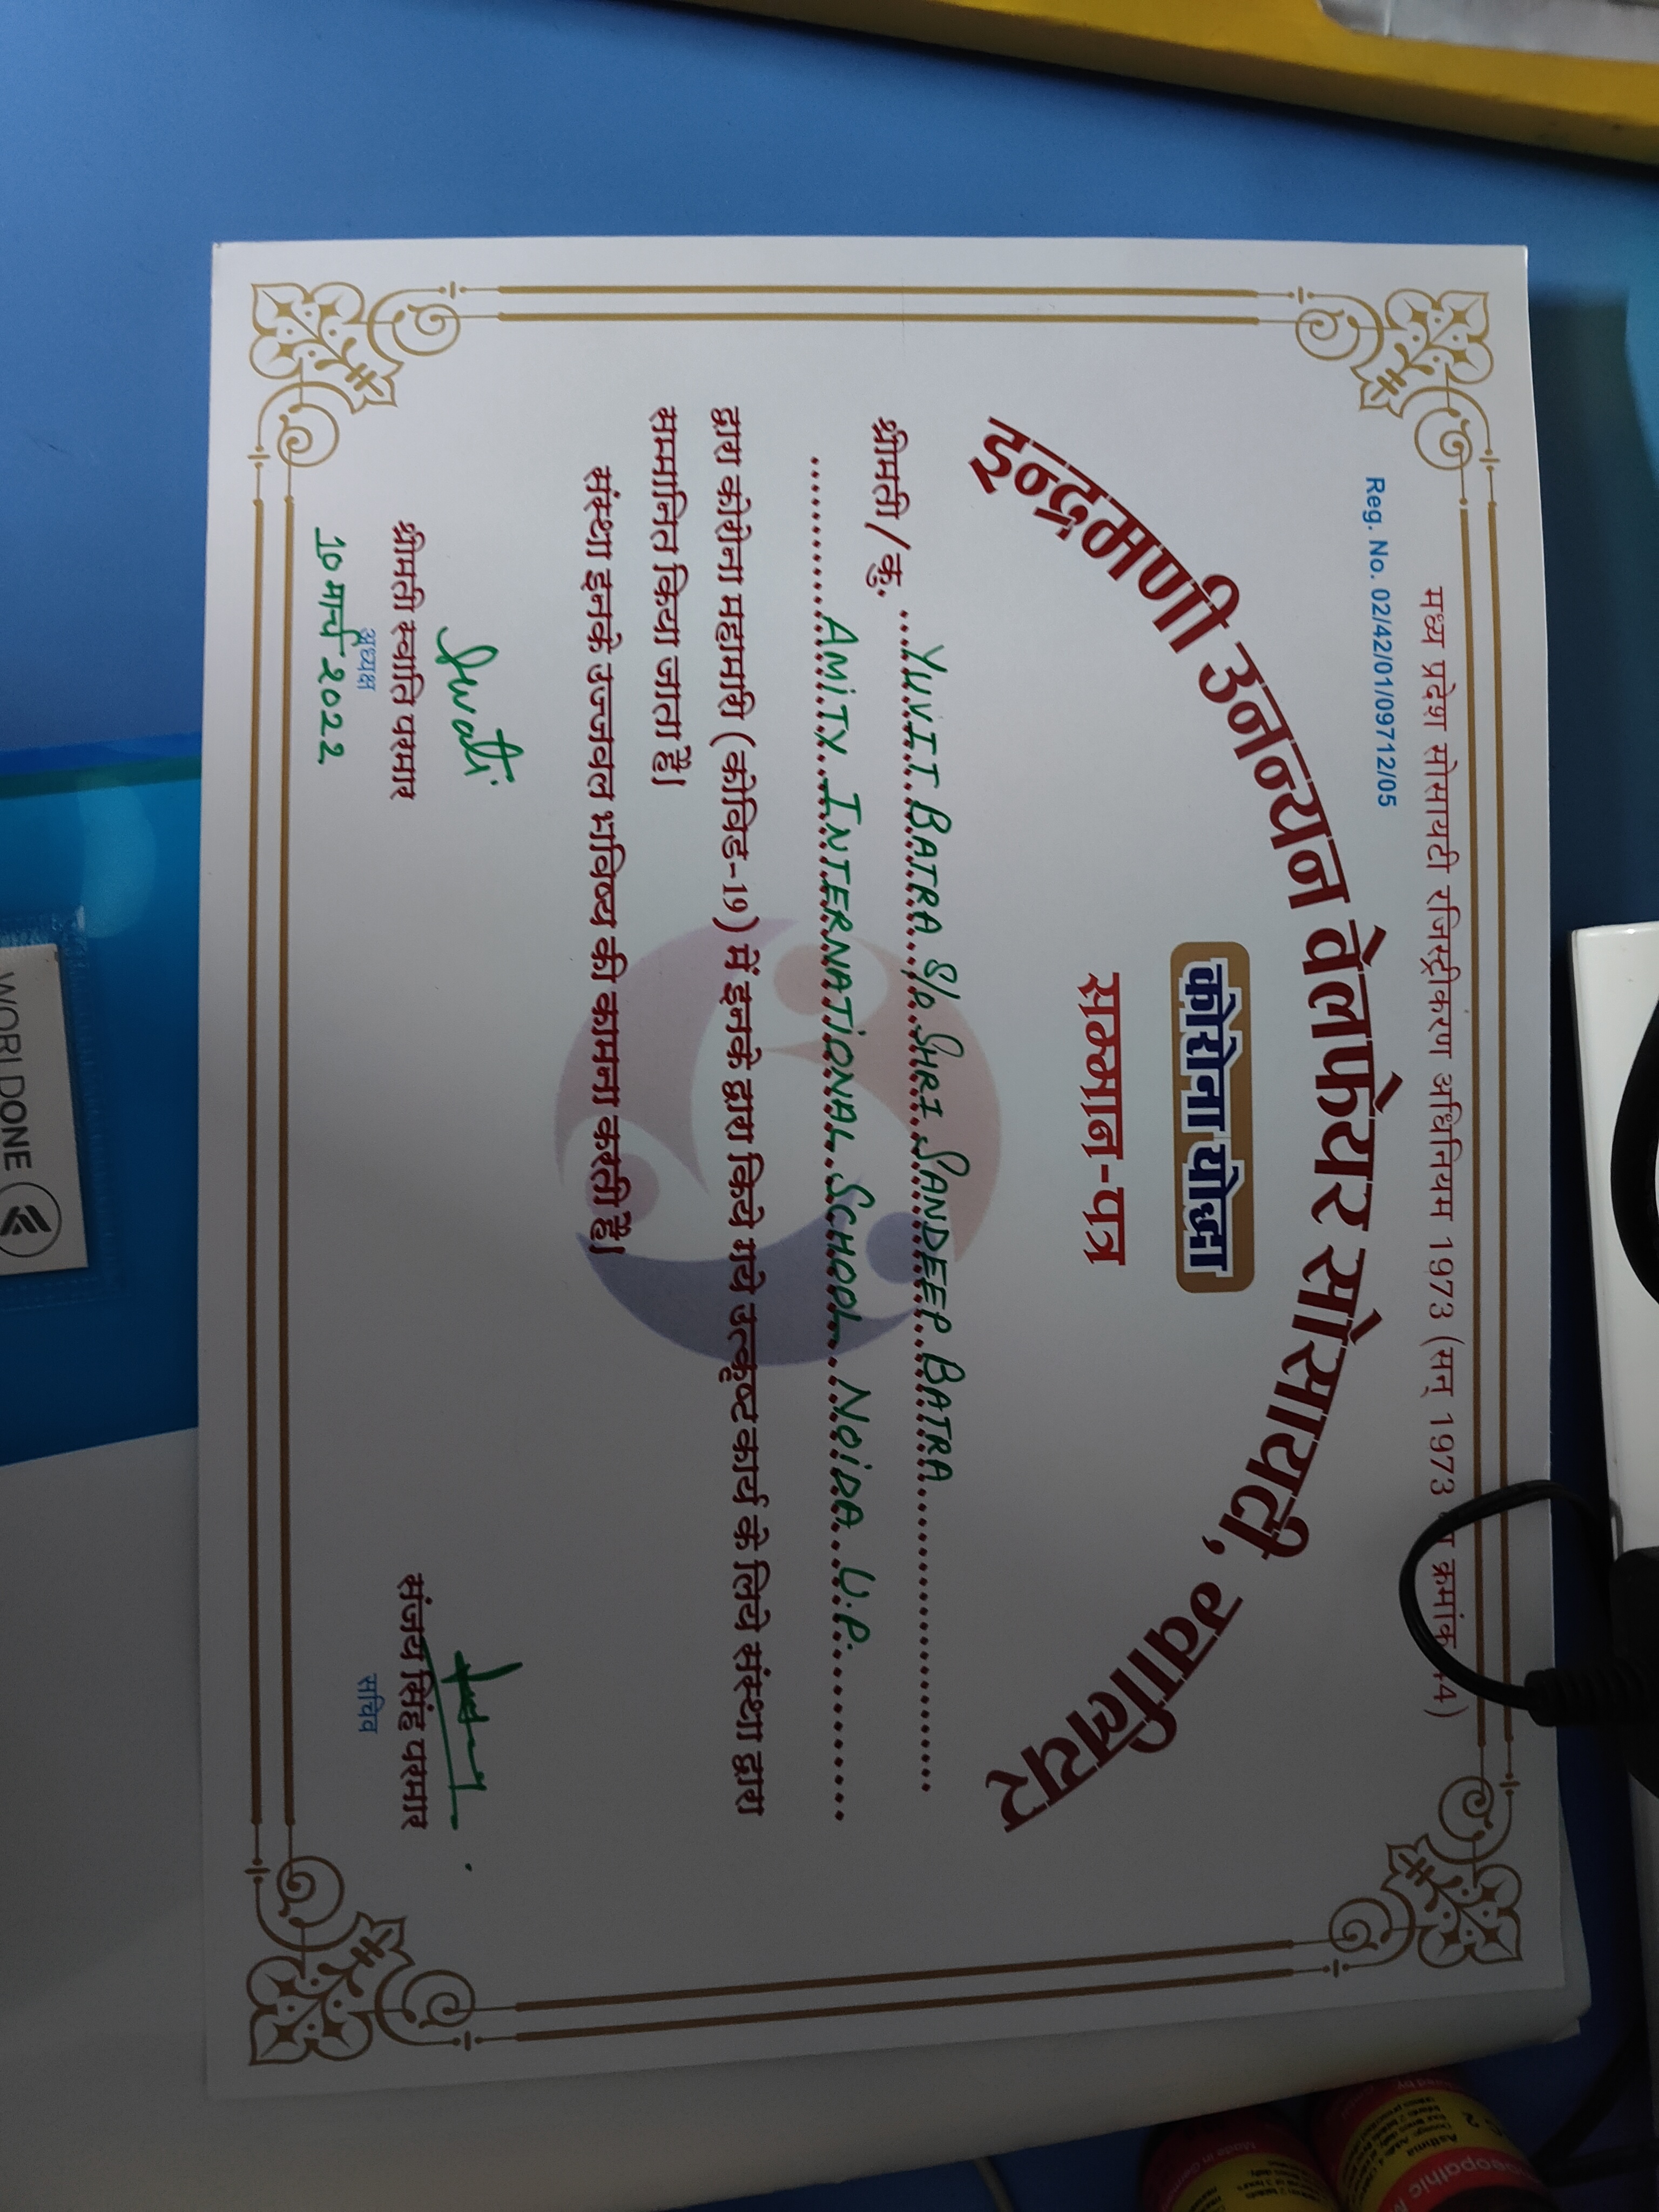 मध्य प्रदेश सोसायटी रजिस्ट्रीकरण अधिनियम 1973 (सन् 1973 क्रमांक 44)
Reg. No. 02/42/01/09712/05
इन्द्रमणी उन्नयन वेलफेयर सोसायटी, ग्वालियर
कोरोना योद्धा
सम्मान-पत्र
श्रीमती / कु. YUVIT BATRA S/o SHRI SANDEEP BATRA
AMITY INTERNATIONAL SCHOOL NOIDA U.P.
द्वारा कोरोना महामारी (कोविड-19) में इनके द्वारा किये गये उत्कृष्ट कार्य के लिये संस्था द्वारा
सम्मानित किया जाता है।
संस्था इनके उज्जवल भविष्य की कामना करती है।
Swati
श्रीमती स्वाति परमार
अध्यक्ष
10 मार्च 2022
संजय सिंह परमार
सचिव
WORLDONE
Asthma